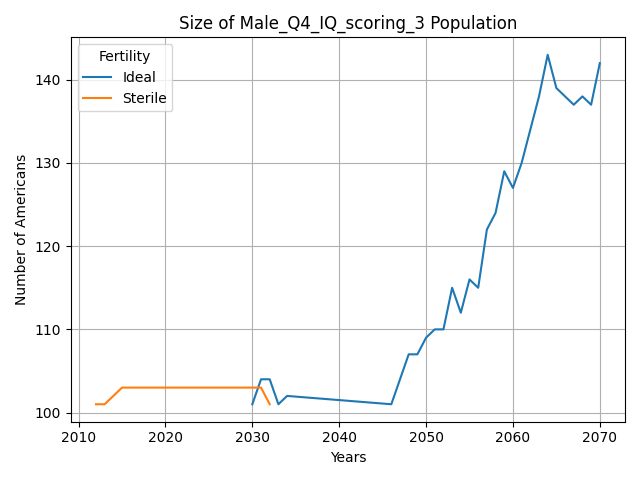 Size of Male_Q4_IQ_scoring_3 Population
Fertility
Ideal
Sterile
Number of Americans
140
130
120
110
100
2010 2020 2030 2040 2050 2060 2070
Years